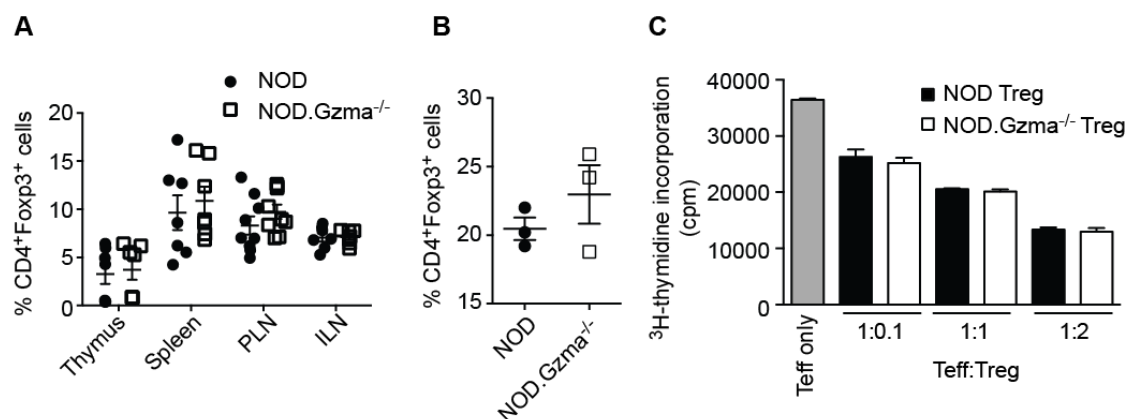 A
NOD
NOD.Gzma-/-
% CD4+Foxp3+ cells
20
15
10
5
0
Thymus
Spleen
PLN
ILN
B
% CD4+Foxp3+ cells
30
25
20
15
NOD
NOD.Gzma-/-
C
3H-thymidine incorporation
(cpm)
40000
30000
20000
10000
0
NOD Treg
NOD.Gzma-/- Treg
Teff only
1:0.1
1:1
1:2
Teff:Treg